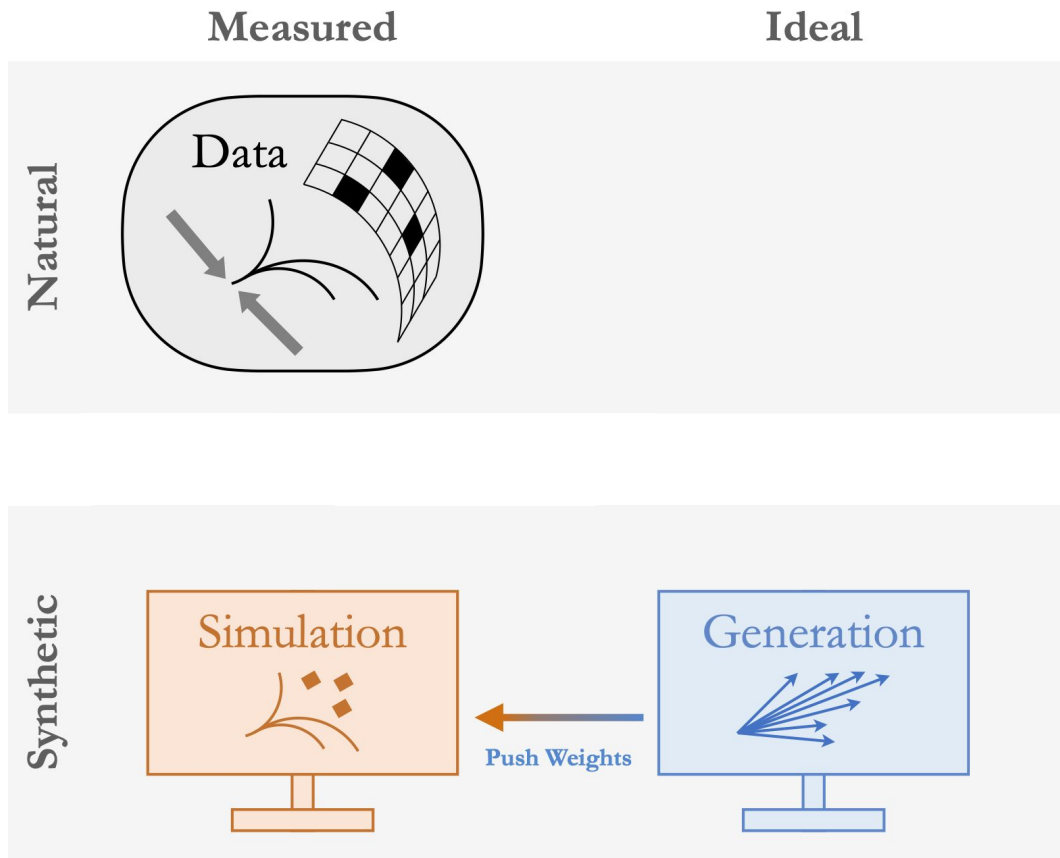 Measured
Ideal
Natural
Data
Synthetic
Simulation
Generation
Push Weights